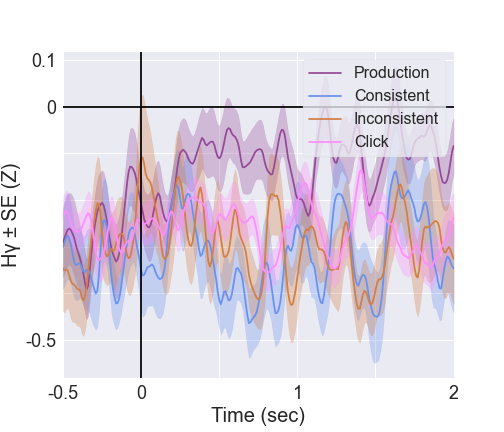 0.1
Production
0
Consistent
Inconsistent
Click
Hγ ± SE (Z)
-0.5
-0.5
0
1
2
Time (sec)